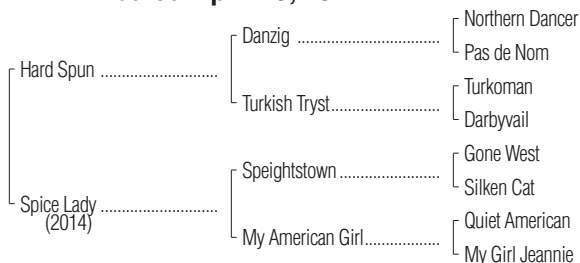 Northern Dancer
Danzig ........................................
Pas de Nom
Hard Spun .................................
Turkoman
Turkish Tryst ...............................
Darbyvail
Gone West
Speightstown ............................
Silken Cat
Spice Lady .................................
(2014)
Quiet American
My American Girl .....................
My Girl Jeannie